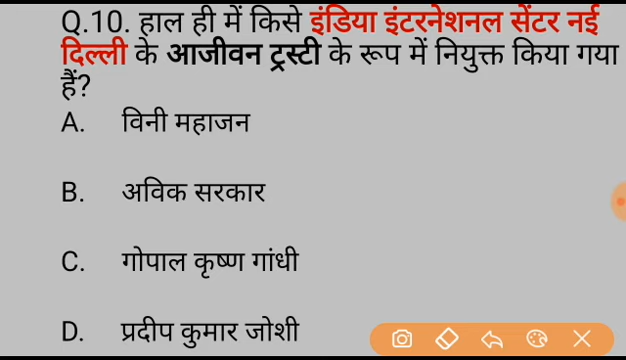 Q.10. हाल ही में किसे इंडिया इंटरनेशनल सेंटर नई
दिल्ली के आजीवन ट्रस्टी के रूप में नियुक्त किया गया
हैं?
A. विनी महाजन
B. अविक सरकार
C. गोपाल कृष्ण गांधी
D. प्रदीप कुमार जोशी